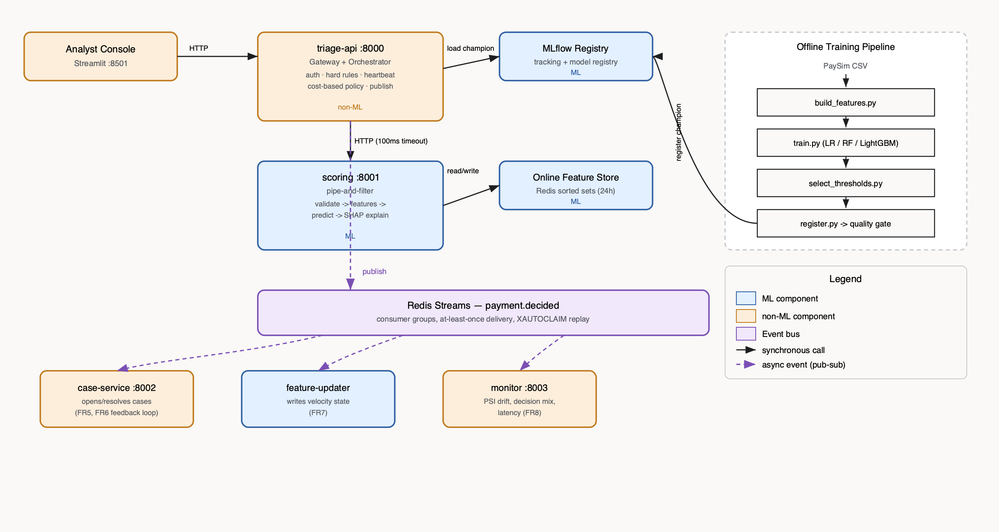 Analyst Console
Streamlit :8501
HTTP
triage-api :8000
Gateway + Orchestrator
auth · hard rules · heartbeat
cost-based policy · publish
non-ML
load champion
MLflow Registry
tracking + model registry
ML
HTTP (100ms timeout)
scoring :8001
pipe-and-filter
validate -> features ->
predict -> SHAP explain
ML
read/write
Online Feature Store
Redis sorted sets (24h)
ML
register champion
Offline Training Pipeline
PaySim CSV
build_features.py
train.py (LR / RF / LightGBM)
select_thresholds.py
register.py -> quality gate
publish
Redis Streams — payment.decided
consumer groups, at-least-once delivery, XAUTOCLAIM replay
case-service :8002
opens/resolves cases
(FR5, FR6 feedback loop)
feature-updater
writes velocity state
(FR7)
monitor :8003
PSI drift, decision mix,
latency (FR8)
Legend
ML component
non-ML component
Event bus
synchronous call
async event (pub-sub)